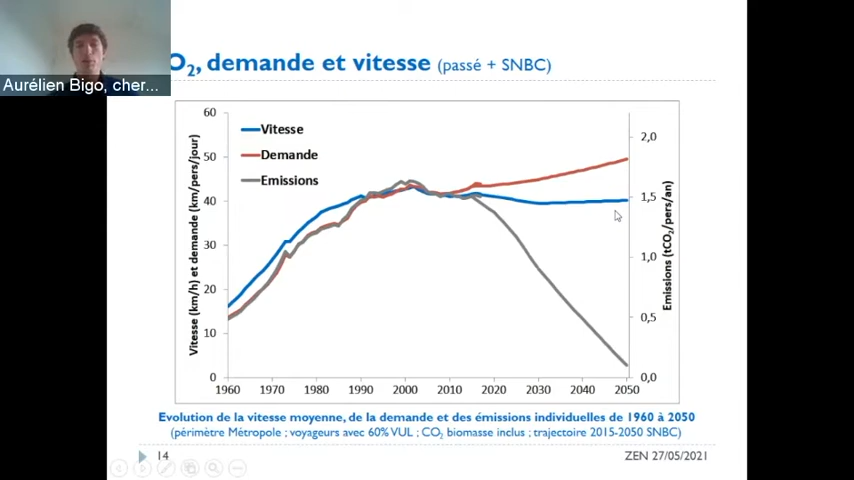 Aurélien Bigo, cher...
O₂, demande et vitesse (passé + SNBC)
Vitesse (km/h) et demande (km/pers/jour)
60
50
40
30
20
10
0
Vitesse
Demande
Emissions
2,0
1,5
1,0
0,5
0,0
Emissions (tCO₂/pers/an)
1960 1970 1980 1990 2000 2010 2020 2030 2040 2050
Evolution de la vitesse moyenne, de la demande et des émissions individuelles de 1960 à 2050
(périmètre Métropole ; voyageurs avec 60% VUL ; CO₂ biomasse inclus ; trajectoire 2015-2050 SNBC)
14
ZEN 27/05/2021